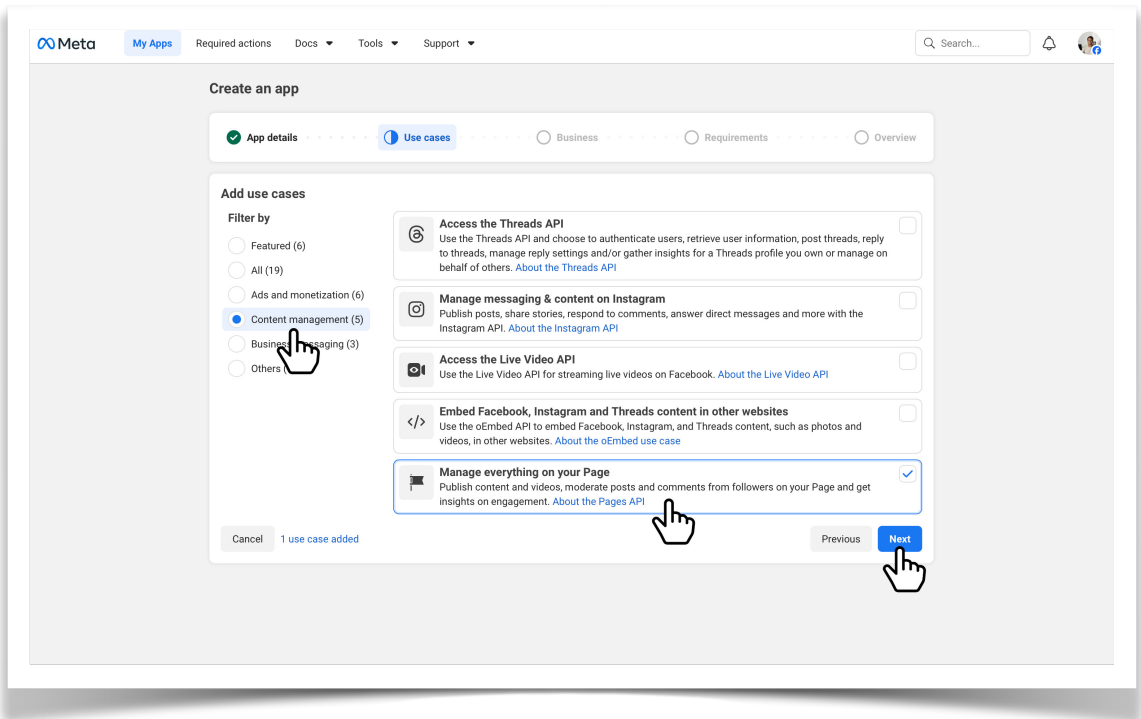 Meta
My Apps
Required actions
Docs
Tools
Support
Search...
Create an app
App details
Use cases
Business
Requirements
Overview
Add use cases
Filter by
Featured (6)
All (19)
Ads and monetization (6)
Content management (5)
Business messaging (3)
Others (
Access the Threads API
Use the Threads API and choose to authenticate users, retrieve user information, post threads, reply
to threads, manage reply settings and/or gather insights for a Threads profile you own or manage on
behalf of others. About the Threads API
Manage messaging & content on Instagram
Publish posts, share stories, respond to comments, answer direct messages and more with the
Instagram API. About the Instagram API
Access the Live Video API
Use the Live Video API for streaming live videos on Facebook. About the Live Video API
Embed Facebook, Instagram and Threads content in other websites
Use the oEmbed API to embed Facebook, Instagram, and Threads content, such as photos and
videos, in other websites. About the oEmbed use case
Manage everything on your Page
Publish content and videos, moderate posts and comments from followers on your Page and get
insights on engagement. About the Pages API
Cancel
1 use case added
Previous
Next